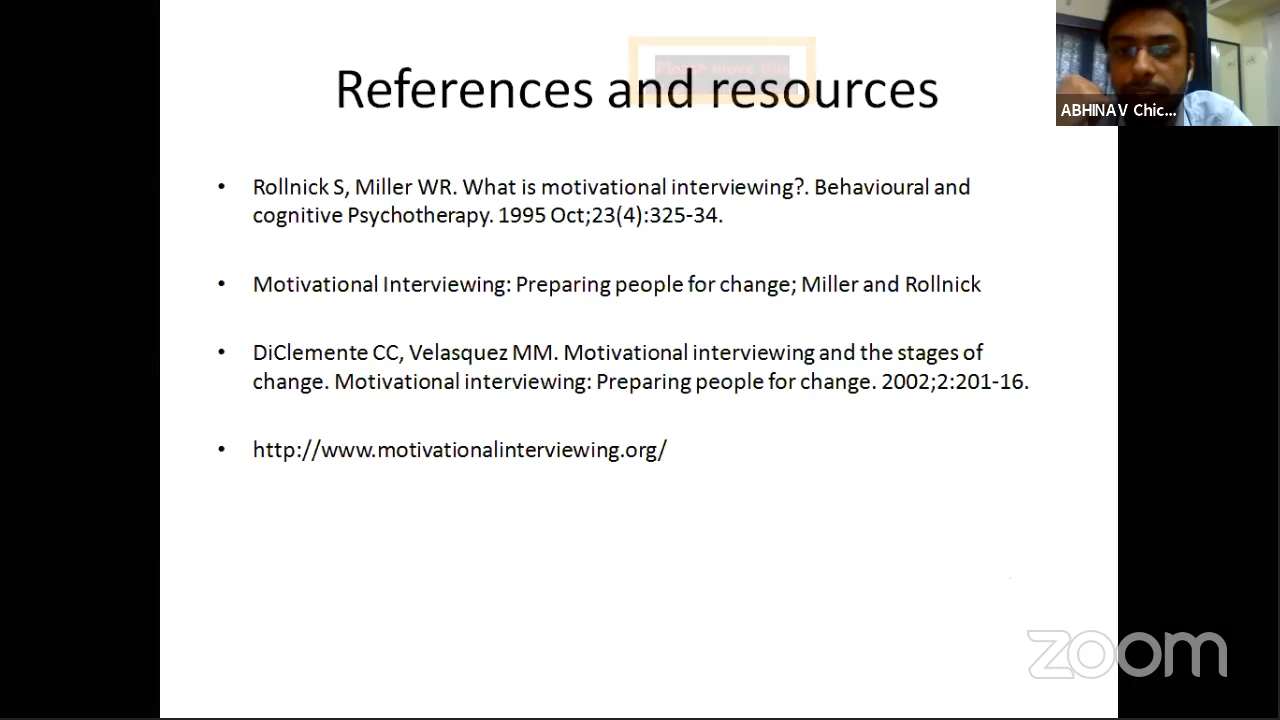 Please move the
References and resources
ABHINAV Chic...
• Rollnick S, Miller WR. What is motivational interviewing?. Behavioural and
cognitive Psychotherapy. 1995 Oct;23(4):325-34.
• Motivational Interviewing: Preparing people for change; Miller and Rollnick
• DiClemente CC, Velasquez MM. Motivational interviewing and the stages of
change. Motivational interviewing: Preparing people for change. 2002;2:201-16.
• http://www.motivationalinterviewing.org/
zoom